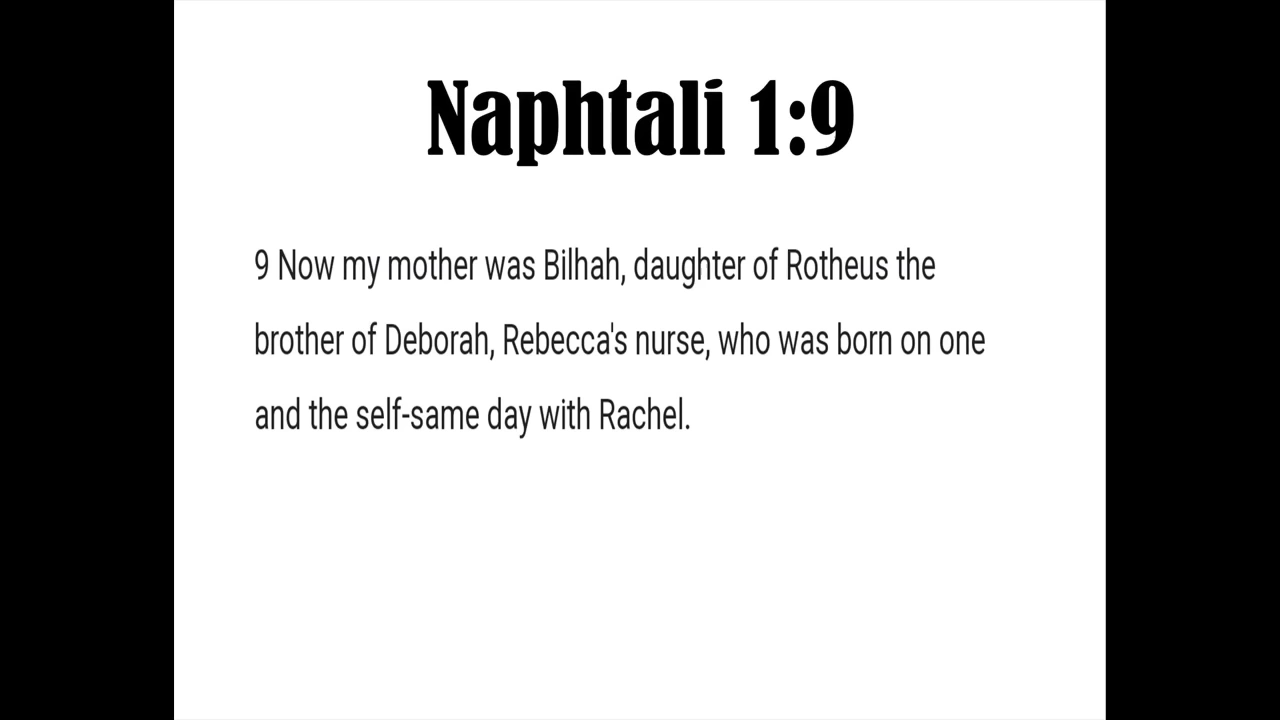 Naphtali 1:9
9 Now my mother was Bilhah, daughter of Rotheus the
brother of Deborah, Rebecca's nurse, who was born on one
and the self-same day with Rachel.